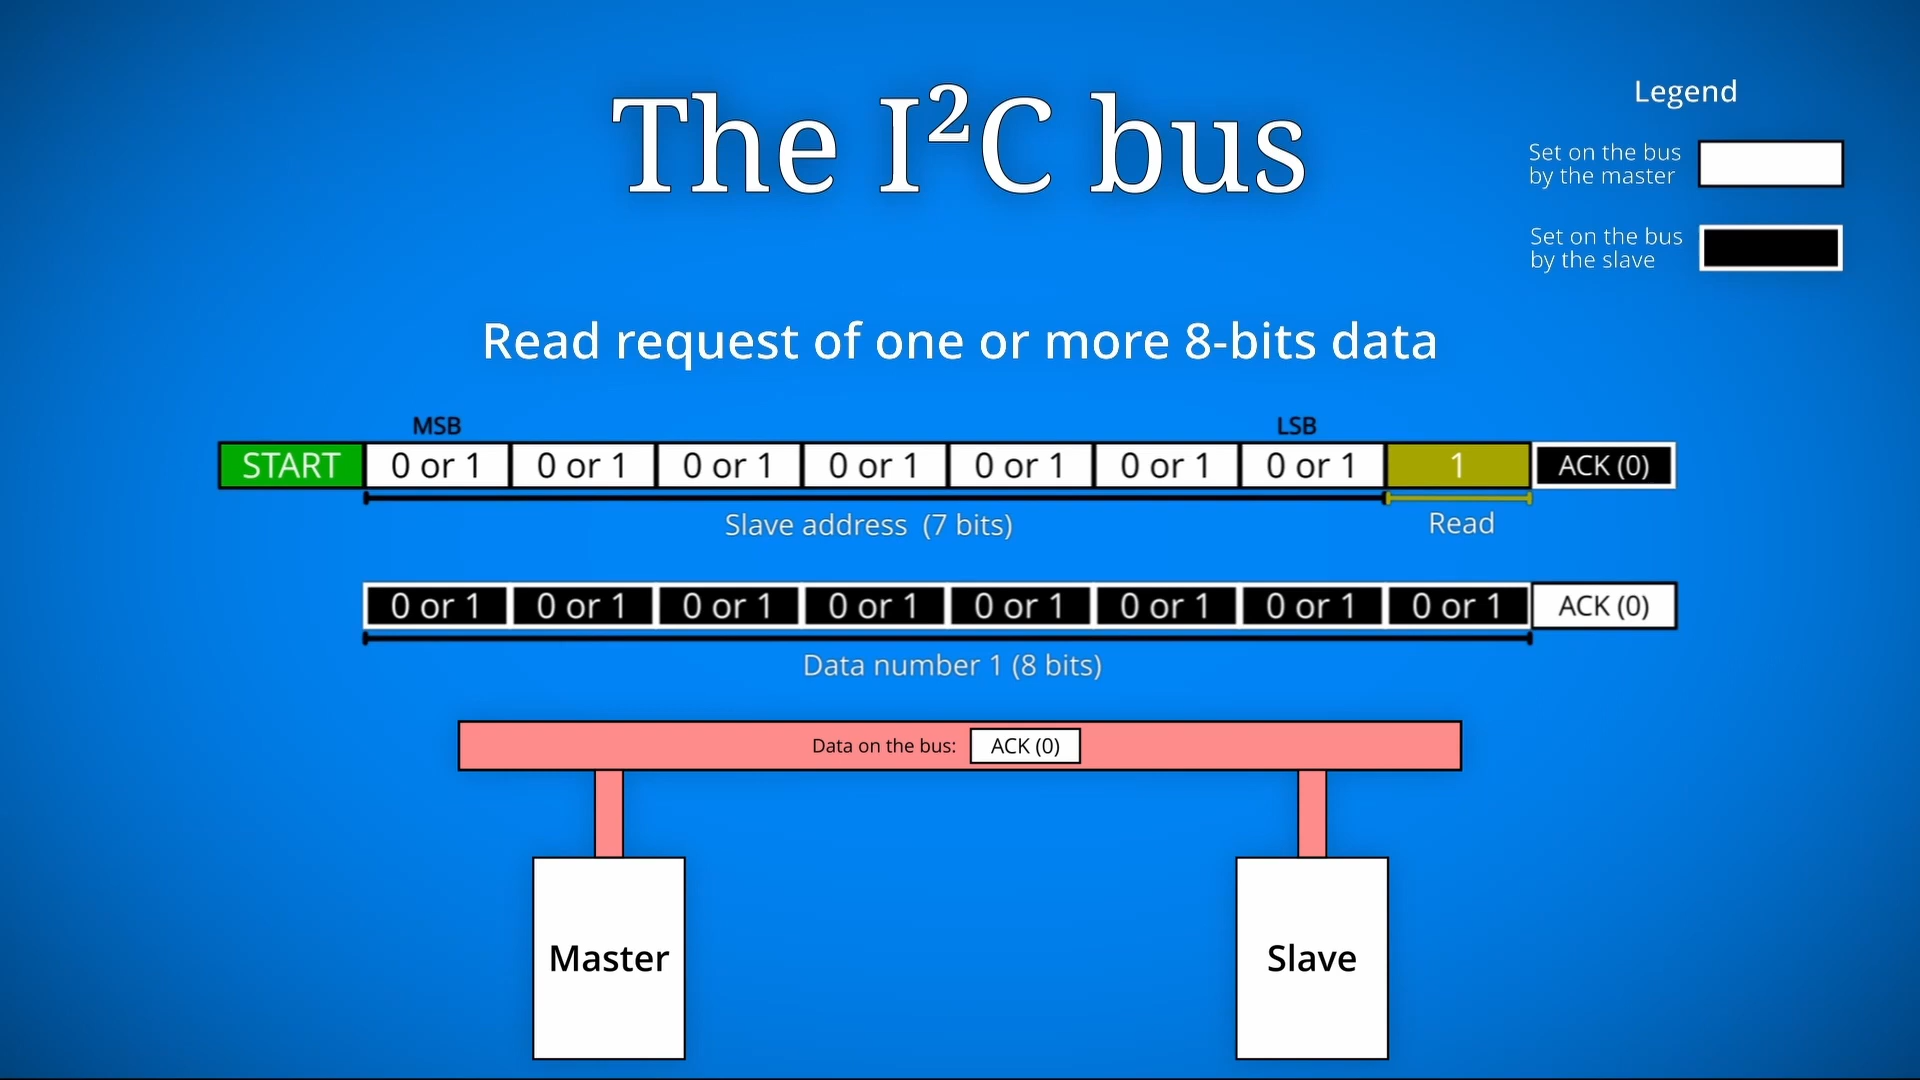 The I²C bus
Legend
Set on the bus
by the master
Set on the bus
by the slave
Read request of one or more 8-bits data
MSB LSB
START 0 or 1 0 or 1 0 or 1 0 or 1 0 or 1 0 or 1 0 or 1 1 ACK (0)
Slave address (7 bits) Read
0 or 1 0 or 1 0 or 1 0 or 1 0 or 1 0 or 1 0 or 1 0 or 1 ACK (0)
Data number 1 (8 bits)
Data on the bus: ACK (0)
Master Slave